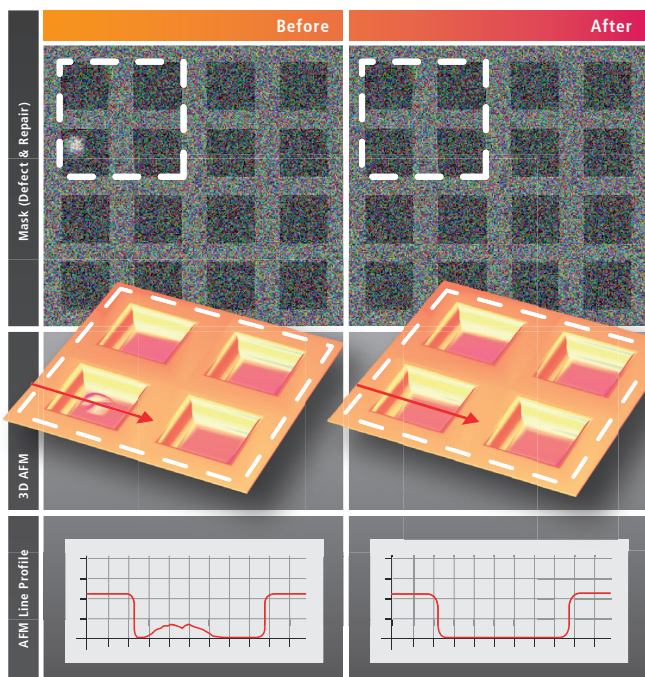 Before
After
Mask (Defect & Repair)
3D AFM
AFM Line Profile